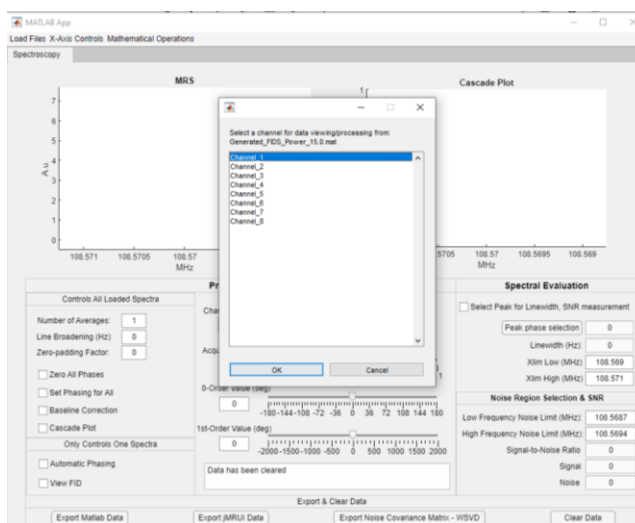 MATLAB App
Load Files X-Axis Controls Mathematical Operations
Spectroscopy
MRS
Cascade Plot
7
6
5
4
3
2
1
0
A.u
108.571 108.5705 108.57
MHz
1
5705 108.57 108.5695 108.569
MHz
Select a channel for data viewing/processing from:
Generated_FIDS_Power_15.0.mat
Channel_1
Channel_2
Channel_3
Channel_4
Channel_5
Channel_6
Channel_7
Channel_8
OK Cancel
Controls All Loaded Spectra
Number of Averages: 1
Line Broadening (Hz): 0
Zero-padding Factor: 0
Zero All Phases
Set Phasing for All
Baseline Correction
Cascade Plot
Only Controls One Spectra
Automatic Phasing
View FID
Pr
Cha
Acqu
1
0-Order Value (deg)
0
-180 -144 -108 -72 -36 0 36 72 108 144 180
1st-Order Value (deg)
0
-2000 -1500 -1000 -500 0 500 1000 1500 2000
Data has been cleared
Spectral Evaluation
Select Peak for Linewidth, SNR measurement
Peak phase selection 0
Linewidth (Hz): 0
Xlim Low (MHz) 108.569
Xlim High (MHz) 108.571
Noise Region Selection & SNR
Low Frequency Noise Limit (MHz): 108.5687
High Frequency Noise Limit (MHz): 108.5694
Signal-to-Noise Ratio 0
Signal 0
Noise 0
Export & Clear Data
Export Matlab Data Export jMRUI Data Export Noise Covariance Matrix - WSVD Clear Data